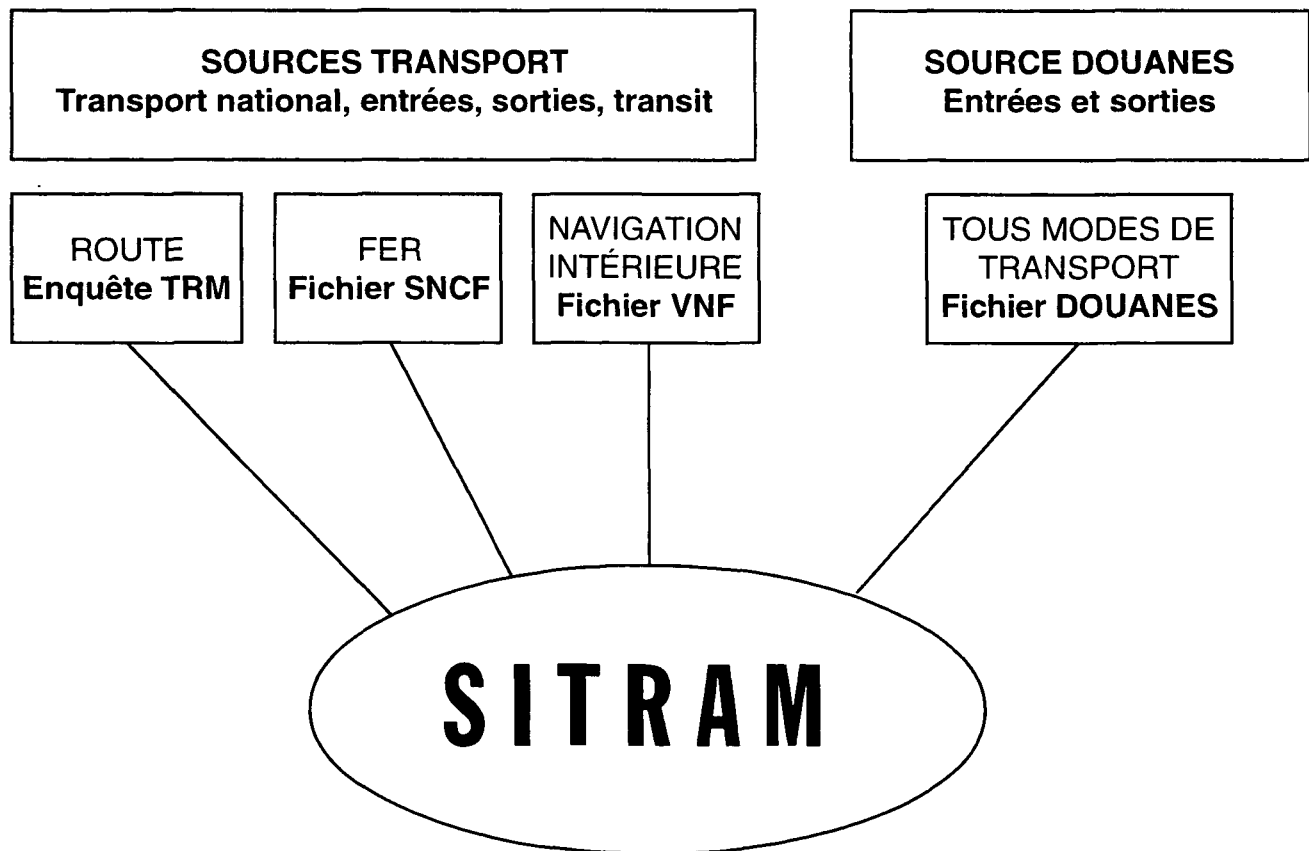 SOURCES TRANSPORT
Transport national, entrées, sorties, transit
SOURCE DOUANES
Entrées et sorties
ROUTE
Enquête TRM
FER
Fichier SNCF
NAVIGATION
INTÉRIEURE
Fichier VNF
TOUS MODES DE
TRANSPORT
Fichier DOUANES
SITRAM